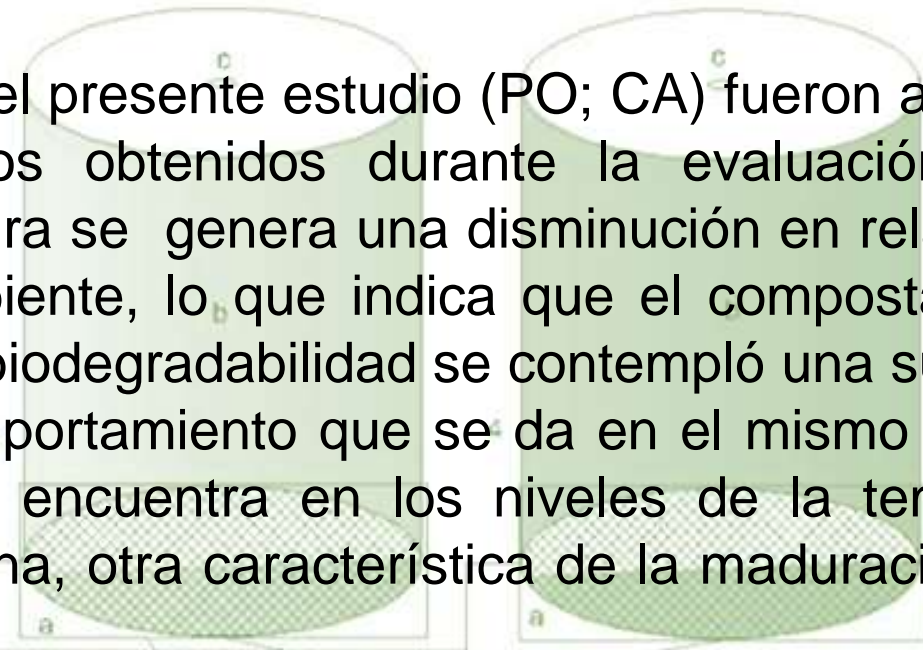 c c
el presente estudio (PO; CA) fueron a
os obtenidos durante la evaluación
ra se genera una disminución en rel
iente, lo que indica que el composta
b
biodegradabilidad se contempló una su
portamiento que se da en el mismo
encuentra en los niveles de la ter
na, otra característica de la maduraci
a a